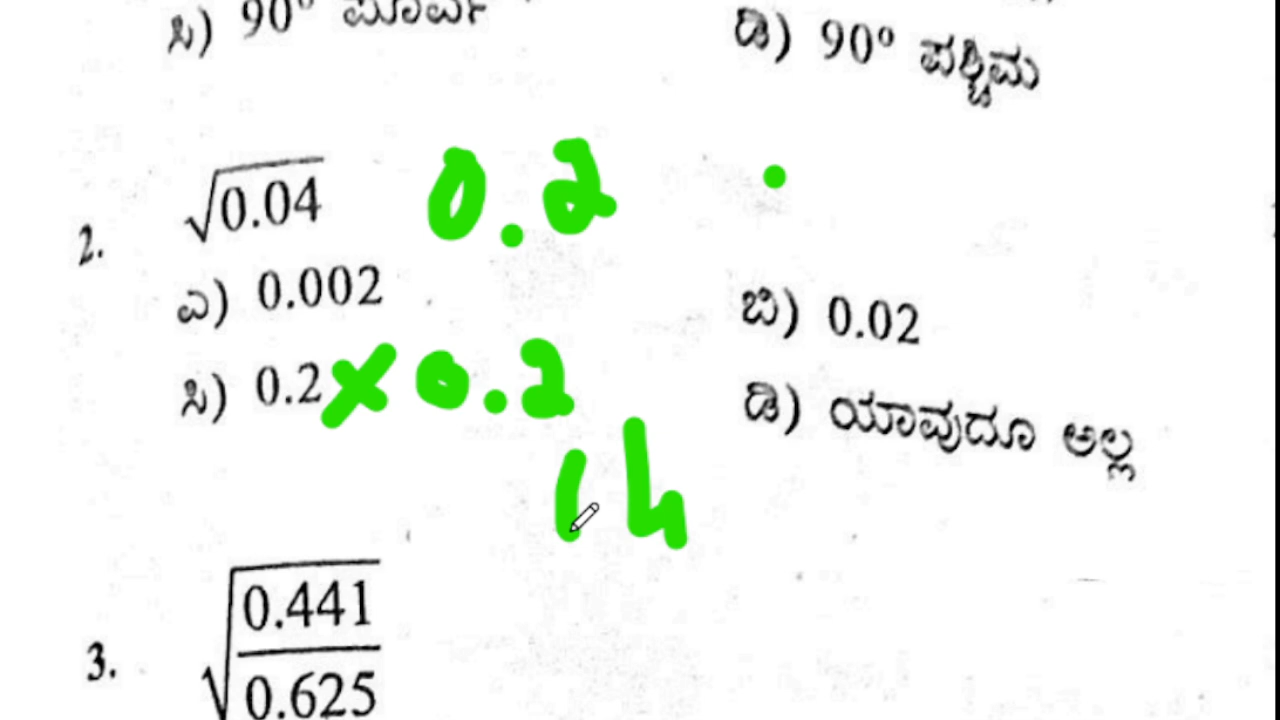 ಸಿ) 90° ಪೂರ್ವ
ಡಿ) 90° ಪಶ್ಚಿಮ
2. √0.04 0.2 .
ಎ) 0.002
ಬಿ) 0.02
ಸಿ) 0.2 × 0.2
ಡಿ) ಯಾವುದೂ ಅಲ್ಲ
3. √0.441/0.625